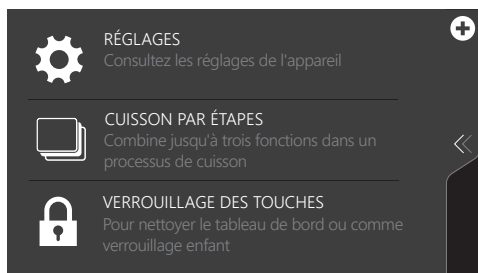 RÉGLAGES
Consultez les réglages de l'appareil
CUISSON PAR ÉTAPES
Combine jusqu'à trois fonctions dans un
processus de cuisson
VERROUILLAGE DES TOUCHES
Pour nettoyer le tableau de bord ou comme
verrouillage enfant